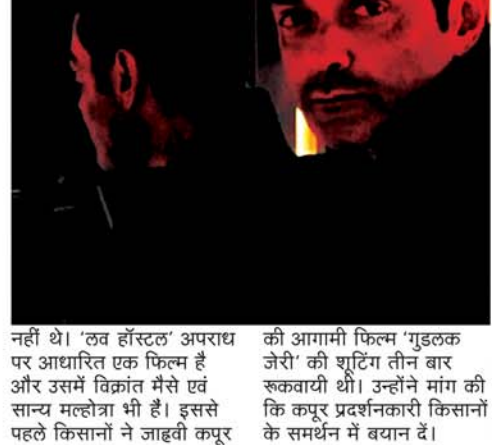 नहीं थे। 'लव हॉस्टल' अपराध
पर आधारित एक फिल्म है
और उसमें विक्रांत मैसे एवं
सान्य मल्होत्रा भी हैं। इससे
पहले किसानों ने जाह्नवी कपूर
की आगामी फिल्म 'गुडलक
जेरी' की शूटिंग तीन बार
रूकवायी थी। उन्होंने मांग की
कि कपूर प्रदर्शनकारी किसानों
के समर्थन में बयान दें।